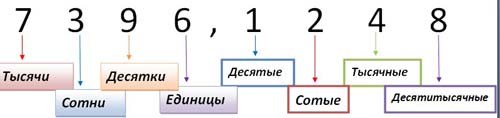 7 3 9 6 , 1 2 4 8
Тысячи Десятки Десятые Тысячные
Сотни Единицы Сотые Десятитысячные